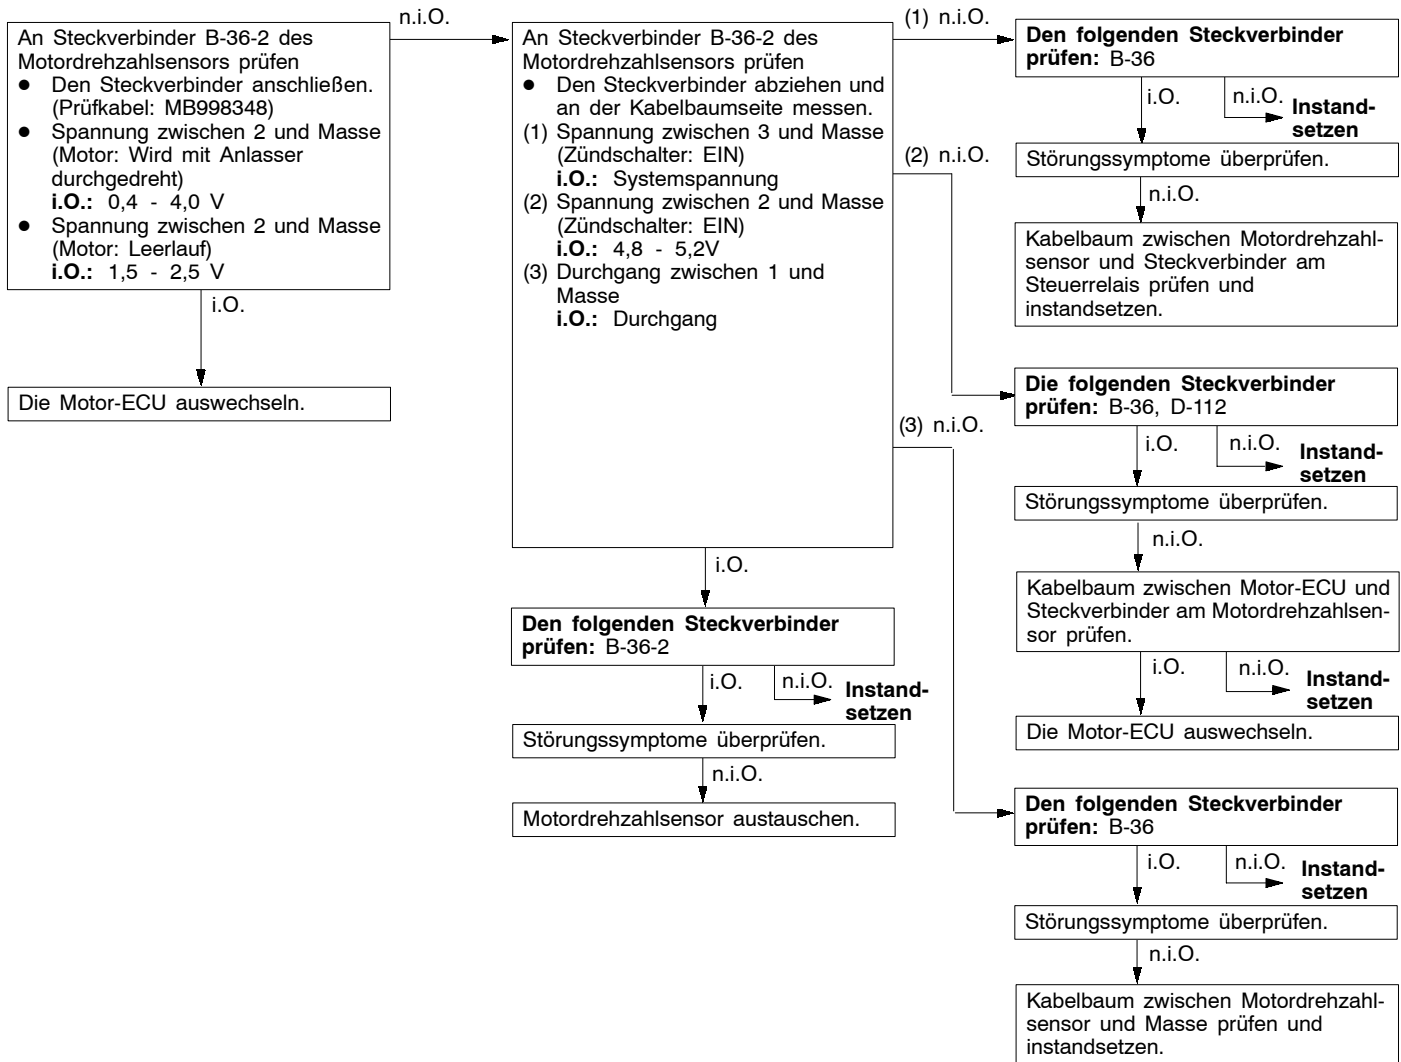 n.i.O.
An Steckverbinder B-36-2 des
Motordrehzahlsensors prüfen
● Den Steckverbinder anschließen.
(Prüfkabel: MB998348)
● Spannung zwischen 2 und Masse
(Motor: Wird mit Anlasser
durchgedreht)
i.O.: 0,4 - 4,0 V
● Spannung zwischen 2 und Masse
(Motor: Leerlauf)
i.O.: 1,5 - 2,5 V
i.O.
Die Motor-ECU auswechseln.
An Steckverbinder B-36-2 des
Motordrehzahlsensors prüfen
● Den Steckverbinder abziehen und
an der Kabelbaumseite messen.
(1) Spannung zwischen 3 und Masse
(Zündschalter: EIN)
i.O.: Systemspannung
(2) Spannung zwischen 2 und Masse
(Zündschalter: EIN)
i.O.: 4,8 - 5,2V
(3) Durchgang zwischen 1 und
Masse
i.O.: Durchgang
i.O.
Den folgenden Steckverbinder
prüfen: B-36-2
i.O.
n.i.O.
Instand-
setzen
Störungssymptome überprüfen.
n.i.O.
Motordrehzahlsensor austauschen.
(1) n.i.O.
Den folgenden Steckverbinder
prüfen: B-36
i.O.
n.i.O.
Instand-
setzen
Störungssymptome überprüfen.
n.i.O.
Kabelbaum zwischen Motordrehzahl-
sensor und Steckverbinder am
Steuerrelais prüfen und
instandsetzen.
(2) n.i.O.
Die folgenden Steckverbinder
prüfen: B-36, D-112
i.O.
n.i.O.
Instand-
setzen
Störungssymptome überprüfen.
n.i.O.
Kabelbaum zwischen Motor-ECU und
Steckverbinder am Motordrehzahlsen-
sor prüfen.
i.O.
n.i.O.
Instand-
setzen
Die Motor-ECU auswechseln.
(3) n.i.O.
Den folgenden Steckverbinder
prüfen: B-36
i.O.
n.i.O.
Instand-
setzen
Störungssymptome überprüfen.
n.i.O.
Kabelbaum zwischen Motordrehzahl-
sensor und Masse prüfen und
instandsetzen.